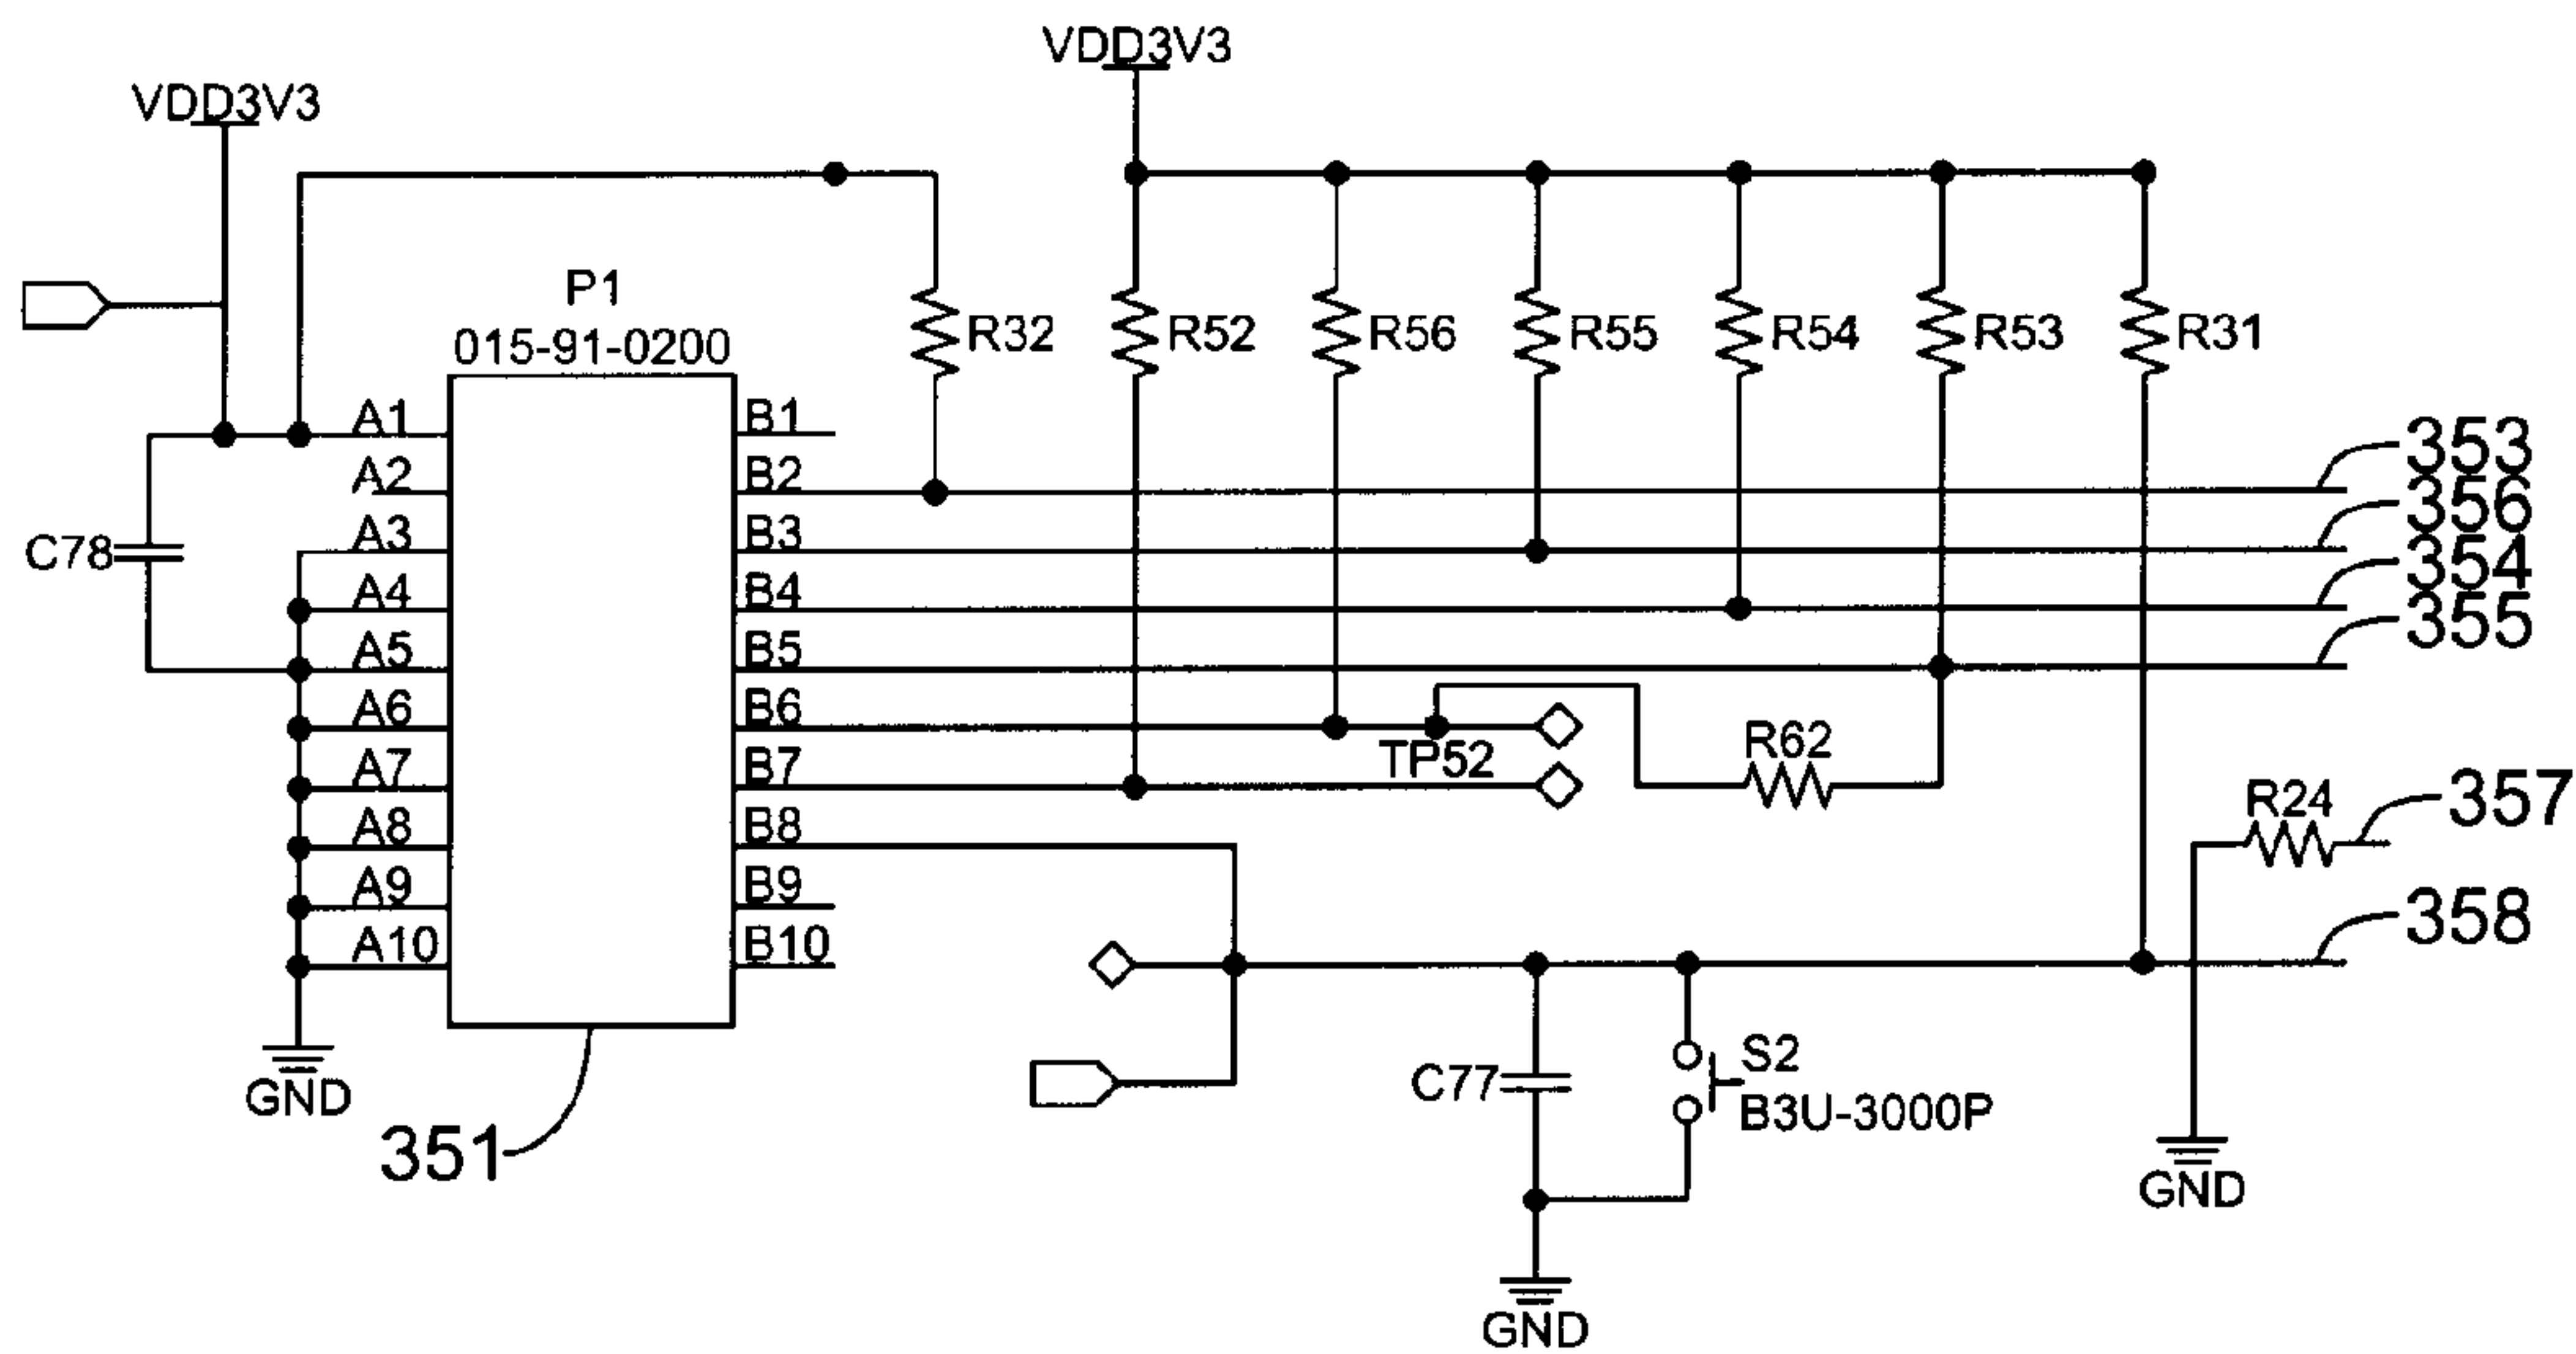 VDD3V3
VDD3V3
P1
015-91-0200
R32
R52
R56
R55
R54
R53
R31
A1
B1
353
A2
B2
356
A3
B3
C78
354
A4
B4
355
A5
B5
A6
B6
R62
TP52
A7
B7
R24
357
A8
B8
A9
B9
358
A10
B10
S2
C77
B3U-3000P
GND
351
GND
GND